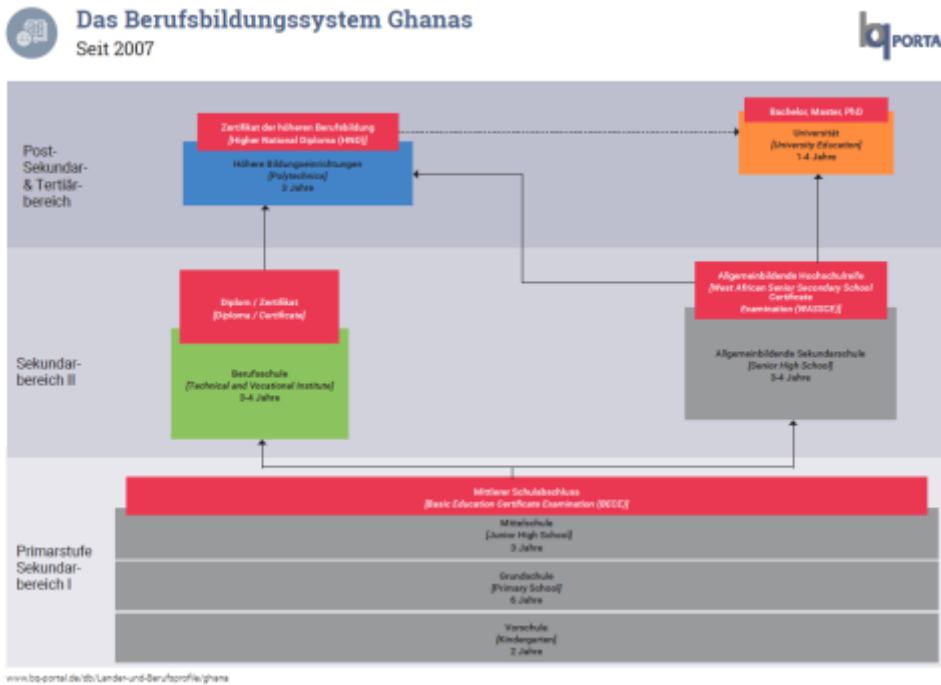 Das Berufsbildungssystem Ghanas
Seit 2007
bq PORTA
Post-
Sekundar-
& Tertiär-
bereich
Zertifikat der höheren Berufsbildung
[Higher National Diploma (HND)]
Höhere Bildungseinrichtungen
[Polytechnics]
3 Jahre
Bachelor, Master, PhD
Universität
[University Education]
1-4 Jahre
Sekundar-
bereich II
Diplom / Zertifikat
[Diploma / Certificate]
Berufsschule
[Technical and Vocational Institute]
3-4 Jahre
Allgemeinbildende Hochschulreife
[West African Senior Secondary School
Certificate
Examination (WASSCE)]
Allgemeinbildende Sekundarschule
[Senior High School]
3-4 Jahre
Primarstufe
Sekundar-
bereich I
Mittlerer Schulabschluss
[Basic Education Certificate Examination (BECE)]
Mittelschule
[Junior High School]
3 Jahre
Grundschule
[Primary School]
6 Jahre
Vorschule
[Kindergarten]
2 Jahre
www.bq-portal.de/db/Lander-und-Berufsprofile/ghana